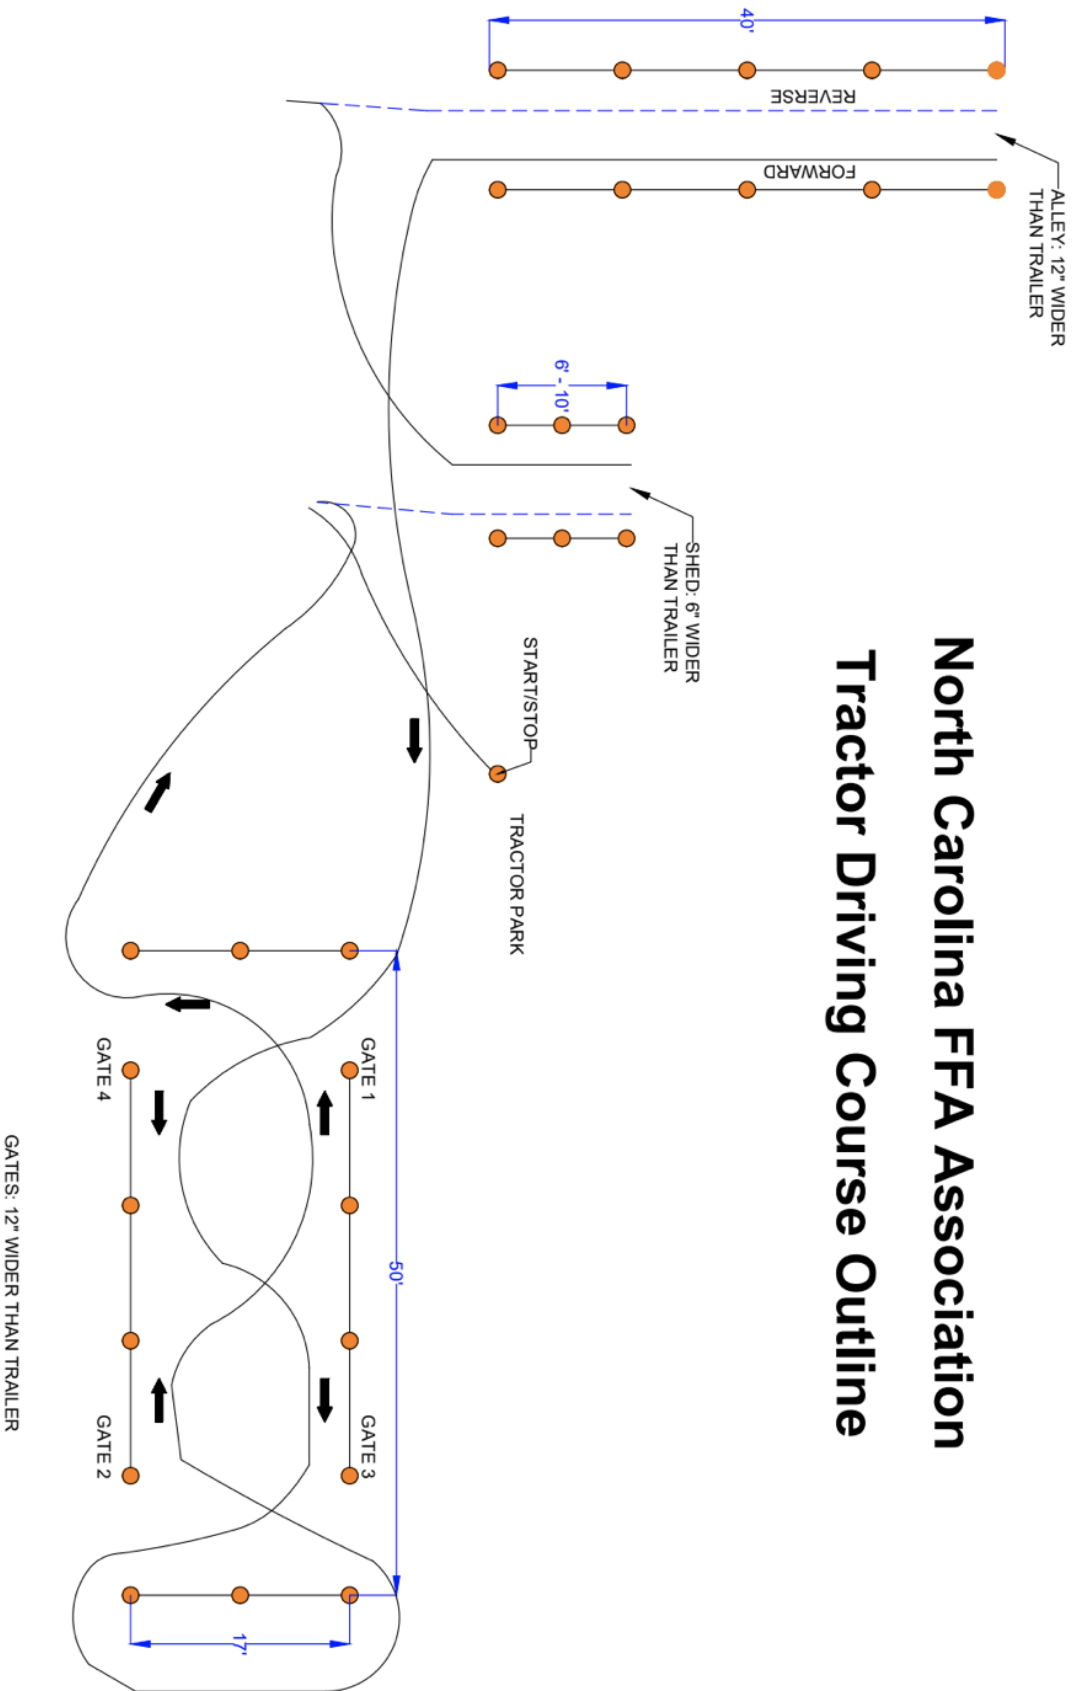 North Carolina FFA Association
Tractor Driving Course Outline
ALLEY: 12" WIDER
THAN TRAILER
40'
REVERSE
FORWARD
6' - 10'
SHED: 6" WIDER
THAN TRAILER
START/STOP
TRACTOR PARK
50'
GATE 1
GATE 3
GATE 4
GATE 2
17'
GATES: 12" WIDER THAN TRAILER